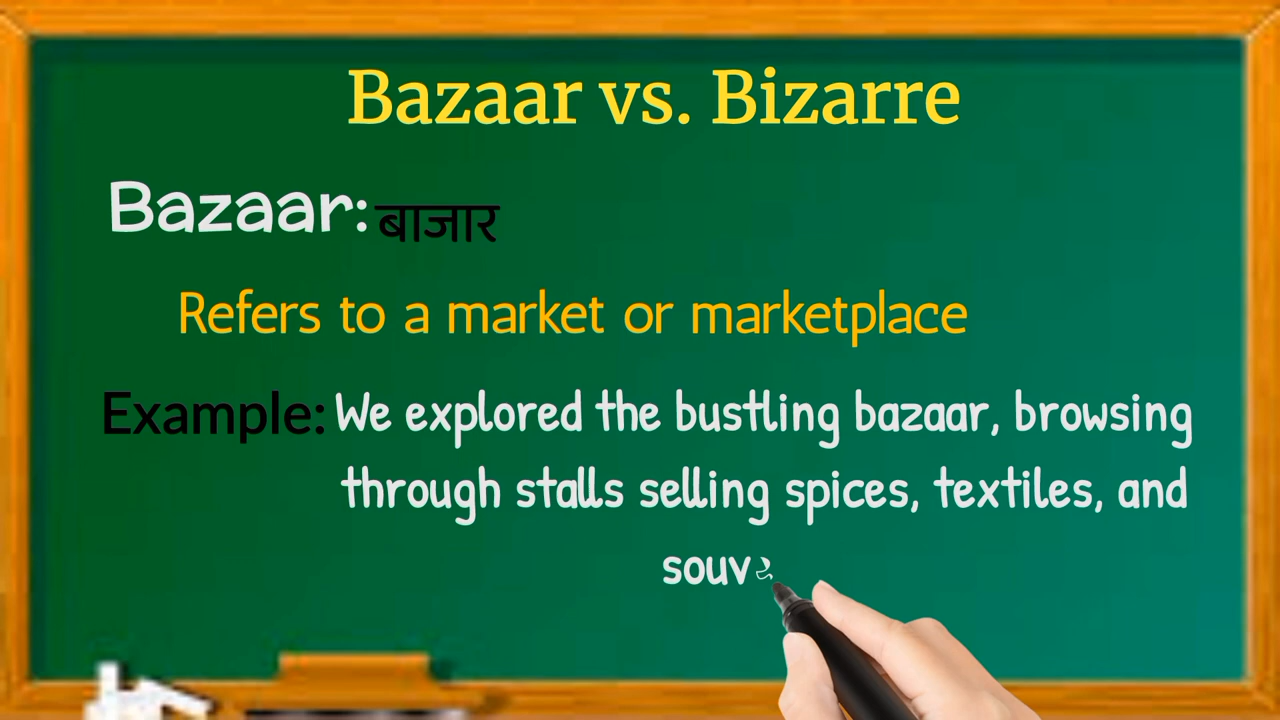 Bazaar vs. Bizarre
Bazaar: बाजार
Refers to a market or marketplace
Example: We explored the bustling bazaar, browsing
through stalls selling spices, textiles, and
souv